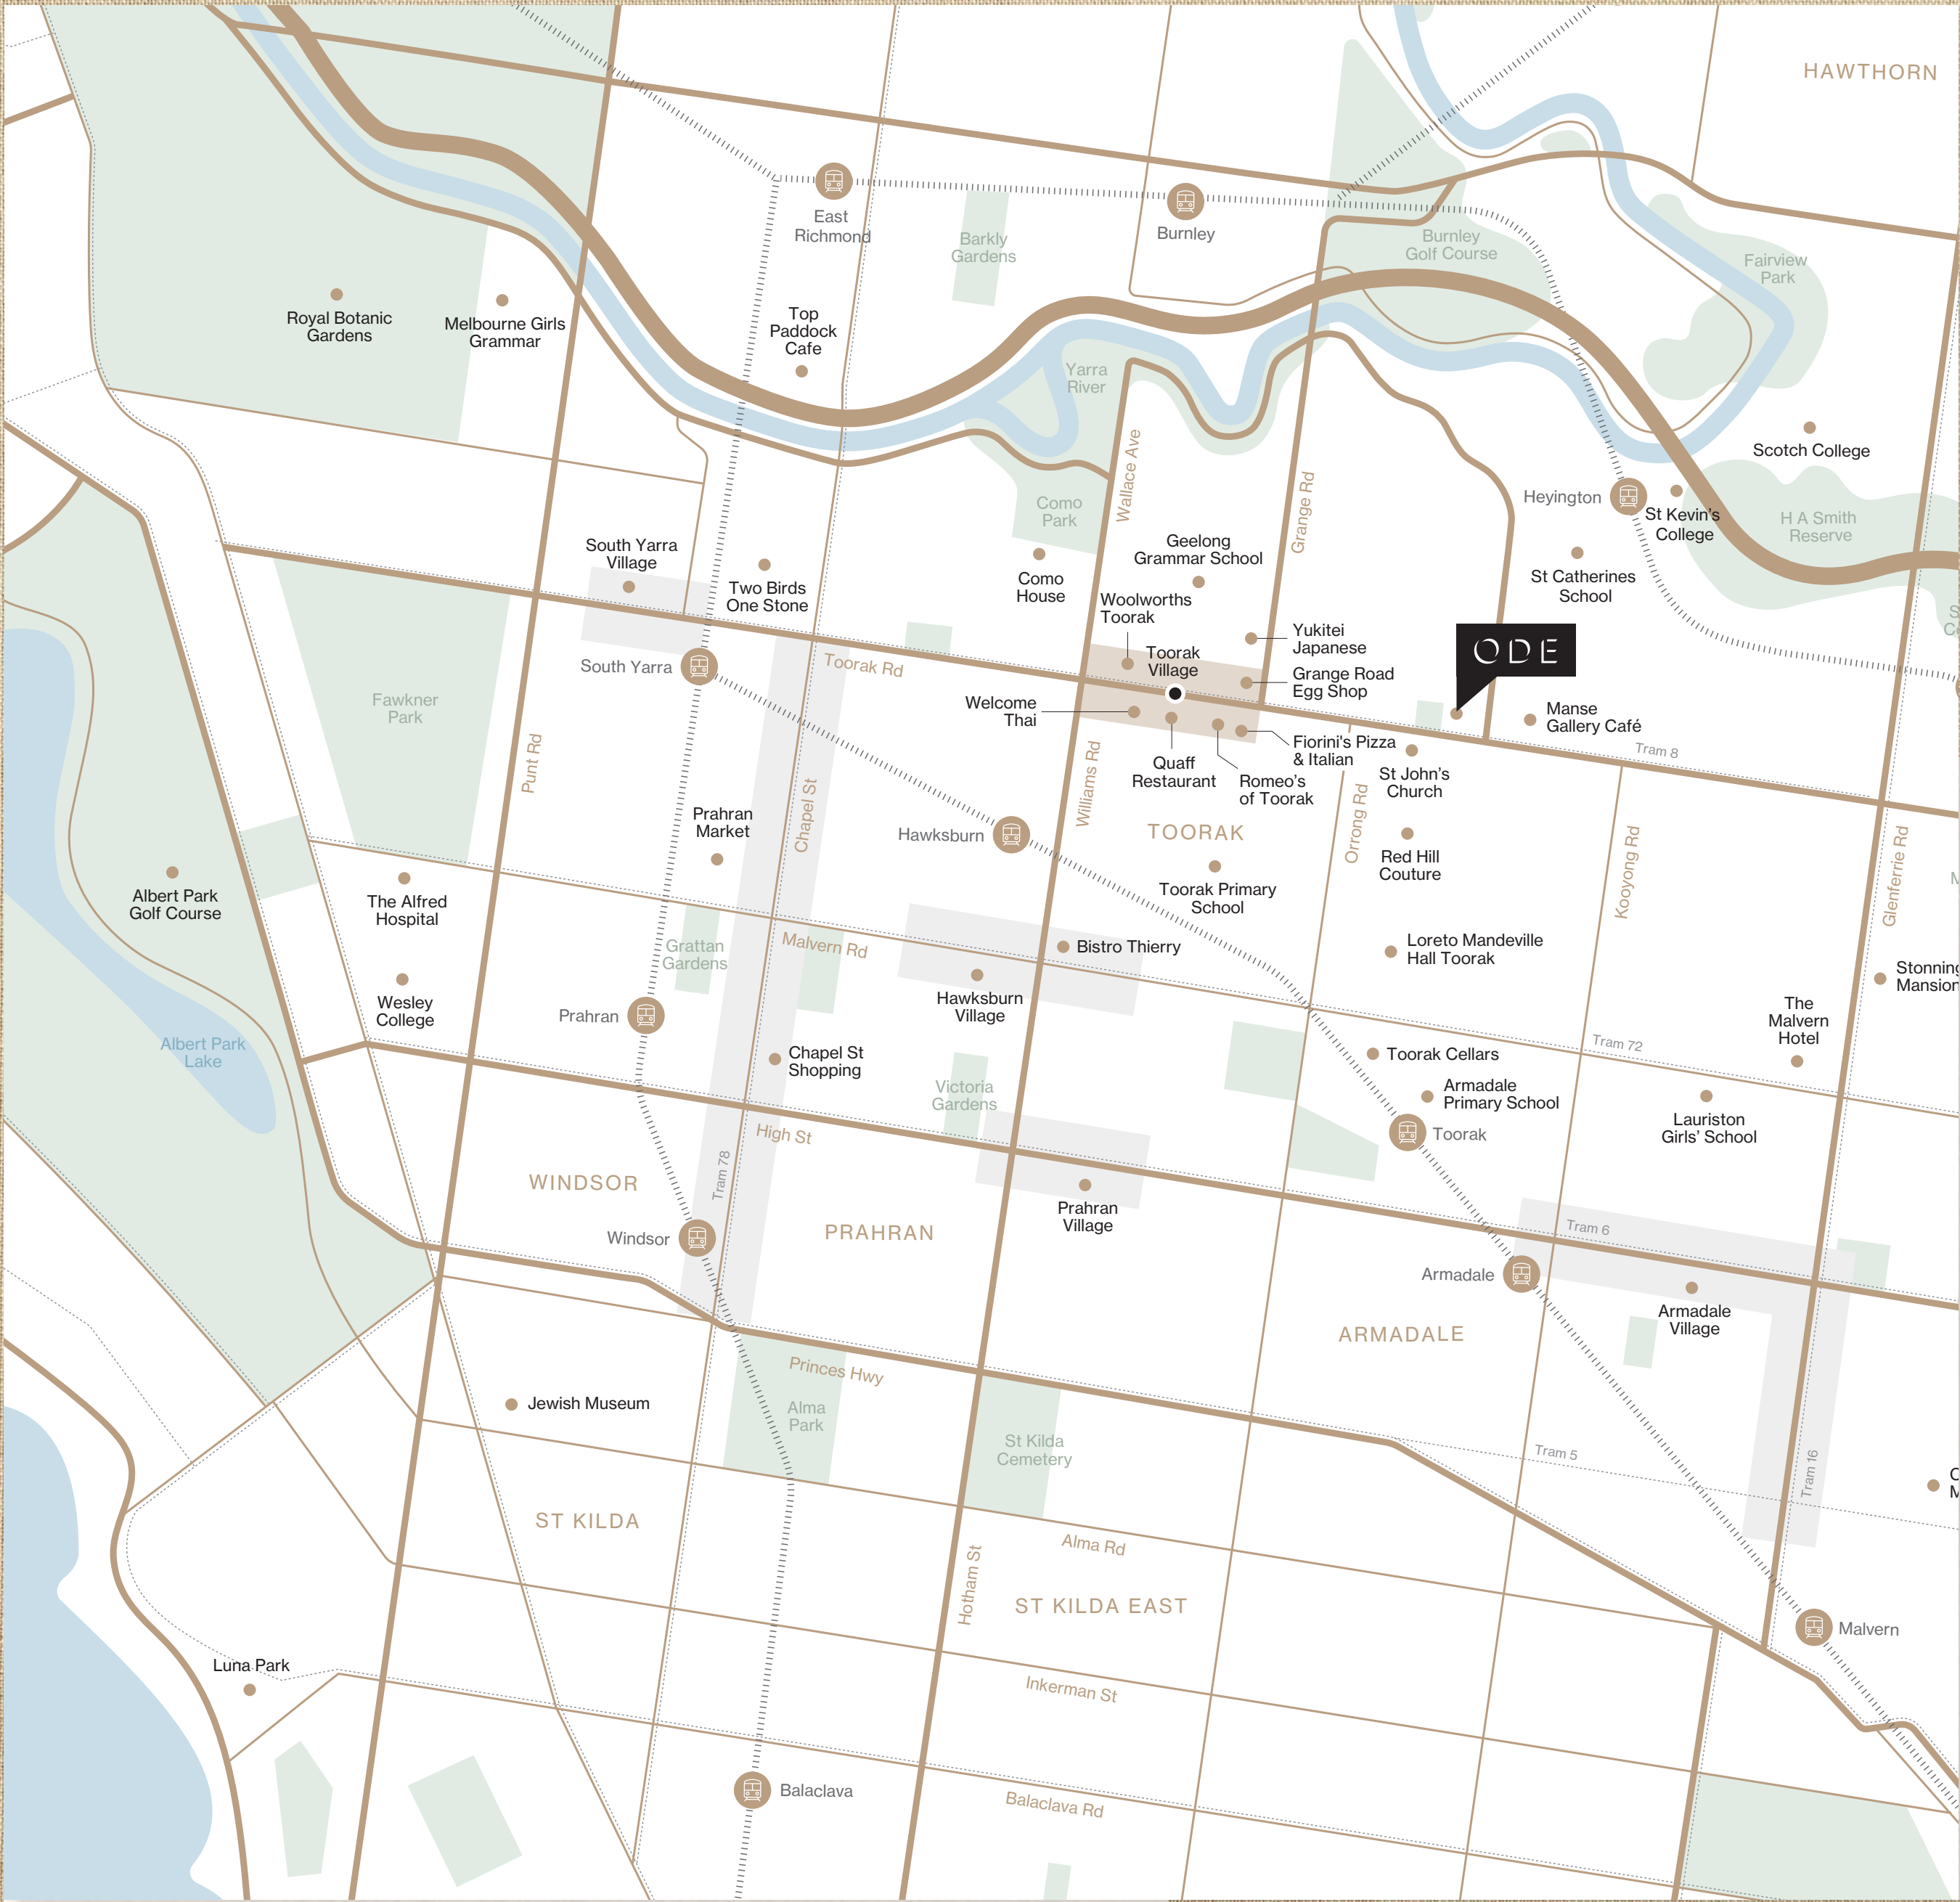 HAWTHORN
East
Richmond
Burnley
Barkly
Gardens
Burnley
Golf Course
Fairview
Park
Royal Botanic
Gardens
Melbourne Girls
Grammar
Top
Paddock
Cafe
Yarra
River
Wallace Ave
Grange Rd
Scotch College
Como
Park
Heyington
St Kevin's
College
H A Smith
Reserve
South Yarra
Village
Two Birds
One Stone
Como
House
Geelong
Grammar School
St Catherines
School
Woolworths
Toorak
Yukitei
Japanese
Toorak
Village
Grange Road
Egg Shop
ODE
South Yarra
Toorak Rd
Welcome
Thai
Fawkner
Park
Manse
Gallery Café
Fiorini's Pizza
& Italian
Quaff
Restaurant
Romeo's
of Toorak
St John's
Church
Tram 8
Punt Rd
Chapel St
Williams Rd
Orrong Rd
Kooyong Rd
Glenferrie Rd
Prahran
Market
Hawksburn
TOORAK
Red Hill
Couture
Albert Park
Golf Course
The Alfred
Hospital
Toorak Primary
School
Grattan
Gardens
Malvern Rd
Bistro Thierry
Loreto Mandeville
Hall Toorak
Wesley
College
Hawksburn
Village
Prahran
The
Malvern
Hotel
Albert Park
Lake
Chapel St
Shopping
Tram 72
Toorak Cellars
Victoria
Gardens
Armadale
Primary School
Lauriston
Girls' School
High St
Toorak
WINDSOR
Tram 78
Prahran
Village
PRAHRAN
Windsor
Tram 6
Armadale
Armadale
Village
ARMADALE
Princes Hwy
Jewish Museum
Alma
Park
St Kilda
Cemetery
Tram 5
Tram 16
ST KILDA
Alma Rd
Hotham St
ST KILDA EAST
Malvern
Luna Park
Inkerman St
Balaclava
Balaclava Rd